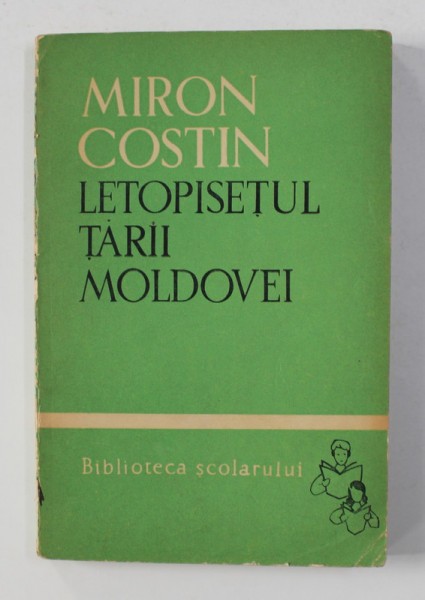 MIRON
COSTIN
LETOPISEȚUL
ȚĂRII
MOLDOVEI
Biblioteca școlarului